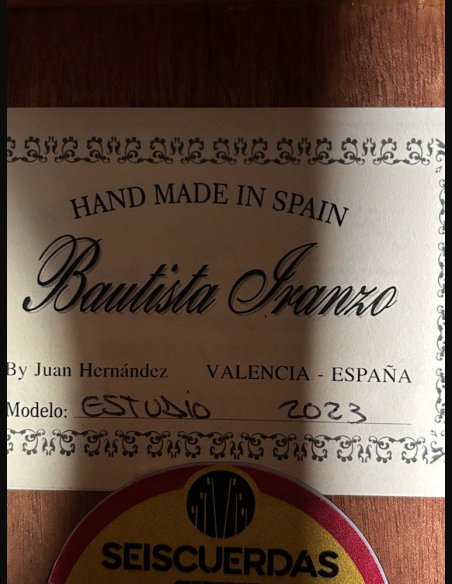 HAND MADE IN SPAIN
Bautista Iranzo
By Juan Hernández VALENCIA - ESPAÑA
Modelo: ESTUDIO 2023
SEISCUERDAS